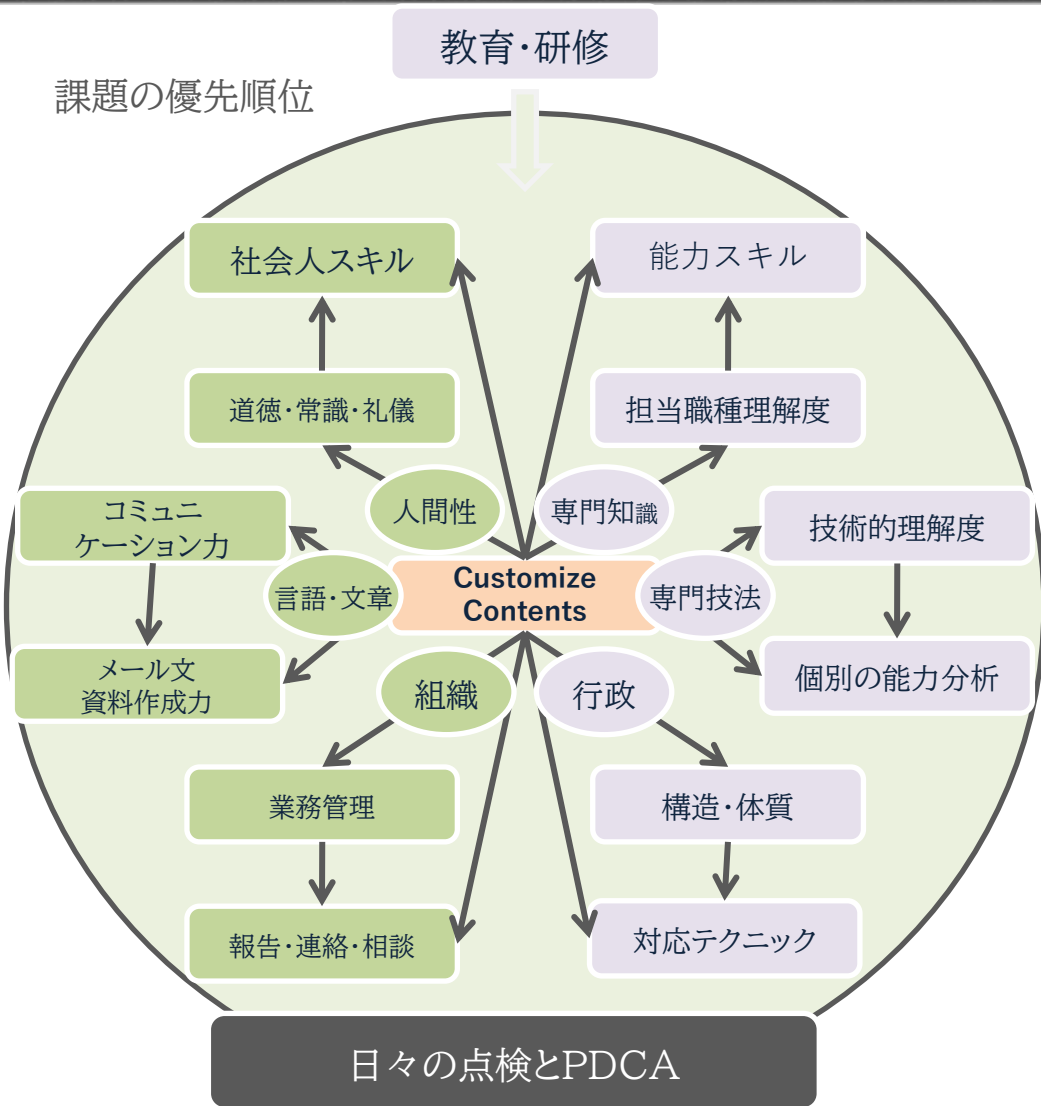 教育・研修
課題の優先順位
社会人スキル
能力スキル
道徳・常識・礼儀
担当職種理解度
人間性
専門知識
コミュニ
ケーション力
技術的理解度
言語・文章
Customize
Contents
専門技法
メール文
資料作成力
個別の能力分析
組織
行政
業務管理
構造・体質
報告・連絡・相談
対応テクニック
日々の点検とPDCA